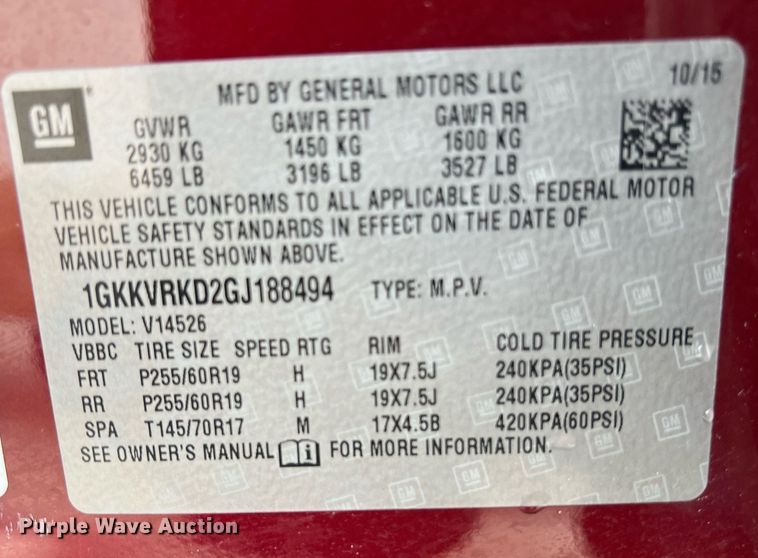 GM
MFD BY GENERAL MOTORS LLC 10/15
GVWR GAWR FRT GAWR RR
2930 KG 1450 KG 1600 KG
6459 LB 3196 LB 3527 LB
THIS VEHICLE CONFORMS TO ALL APPLICABLE U.S. FEDERAL MOTOR
VEHICLE SAFETY STANDARDS IN EFFECT ON THE DATE OF
MANUFACTURE SHOWN ABOVE.
1GKKVRKD2GJ188494 TYPE: M.P.V.
MODEL: V14526
VBBC TIRE SIZE SPEED RTG RIM COLD TIRE PRESSURE
FRT P255/60R19 H 19X7.5J 240KPA(35PSI)
RR P255/60R19 H 19X7.5J 240KPA(35PSI)
SPA T145/70R17 M 17X4.5B 420KPA(60PSI)
SEE OWNER'S MANUAL i FOR MORE INFORMATION.
Purple Wave Auction